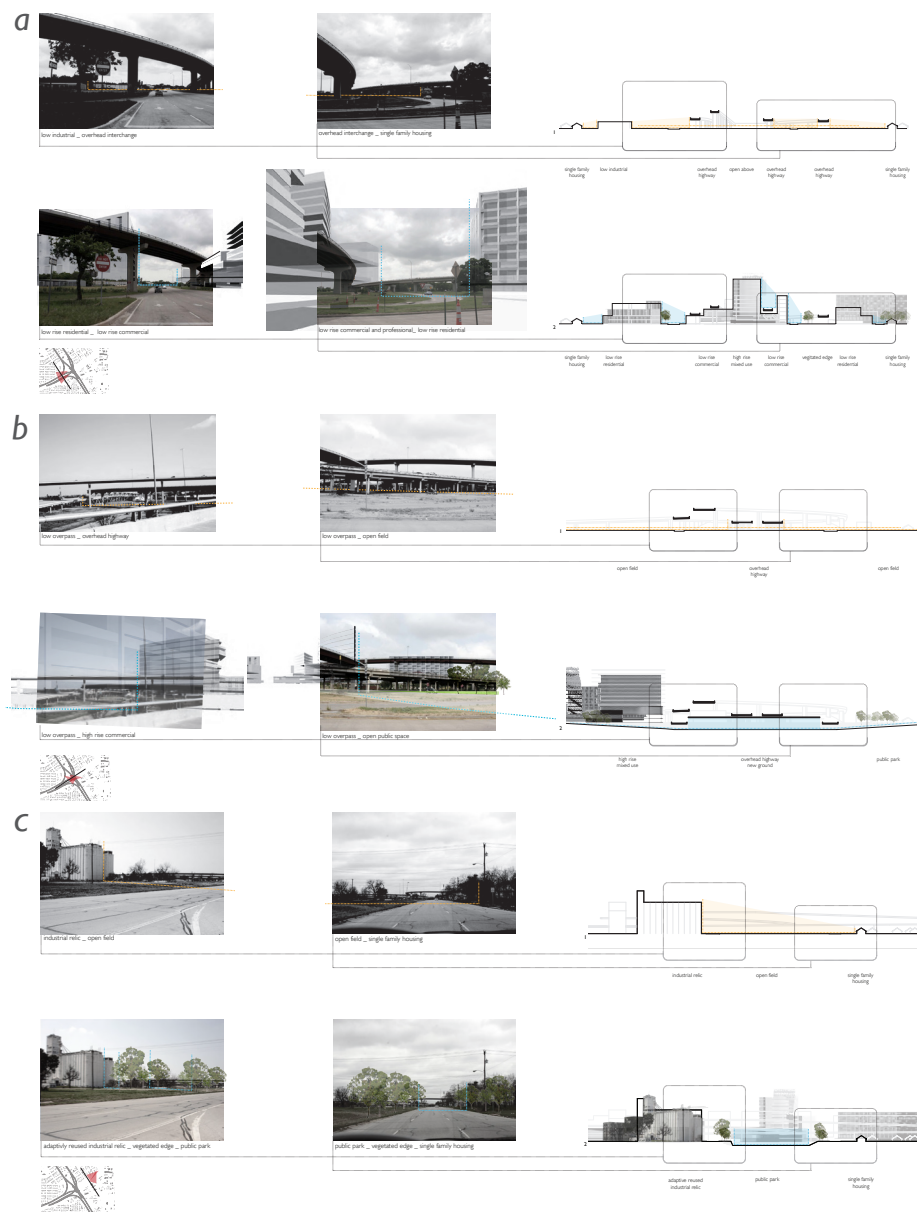 a
low industrial _ overhead interchange
overhead interchange _ single family housing
1
single family
housing
low industrial
overhead
highway
open above
overhead
highway
overhead
highway
single family
housing
low rise residential _ low rise commercial
low rise commercial and professional_ low rise residential
2
single family
housing
low rise
residential
low rise
commercial
high rise
mixed use
low rise
commercial
vegitated edge
low rise
residential
single family
housing
b
low overpass _ overhead highway
low overpass _ open field
1
open field
overhead
highway
open field
low overpass _ high rise commercial
low overpass _ open public space
2
high rise
mixed use
overhead highway
new ground
public park
c
industrial relic _ open field
open field _ single family housing
1
industrial relic
open field
single family
housing
adaptivly reused industrial relic _ vegetated edge _ public park
public park _ vegetated edge _ single family housing
2
adaptive reused
industrial relic
public park
single family
housing